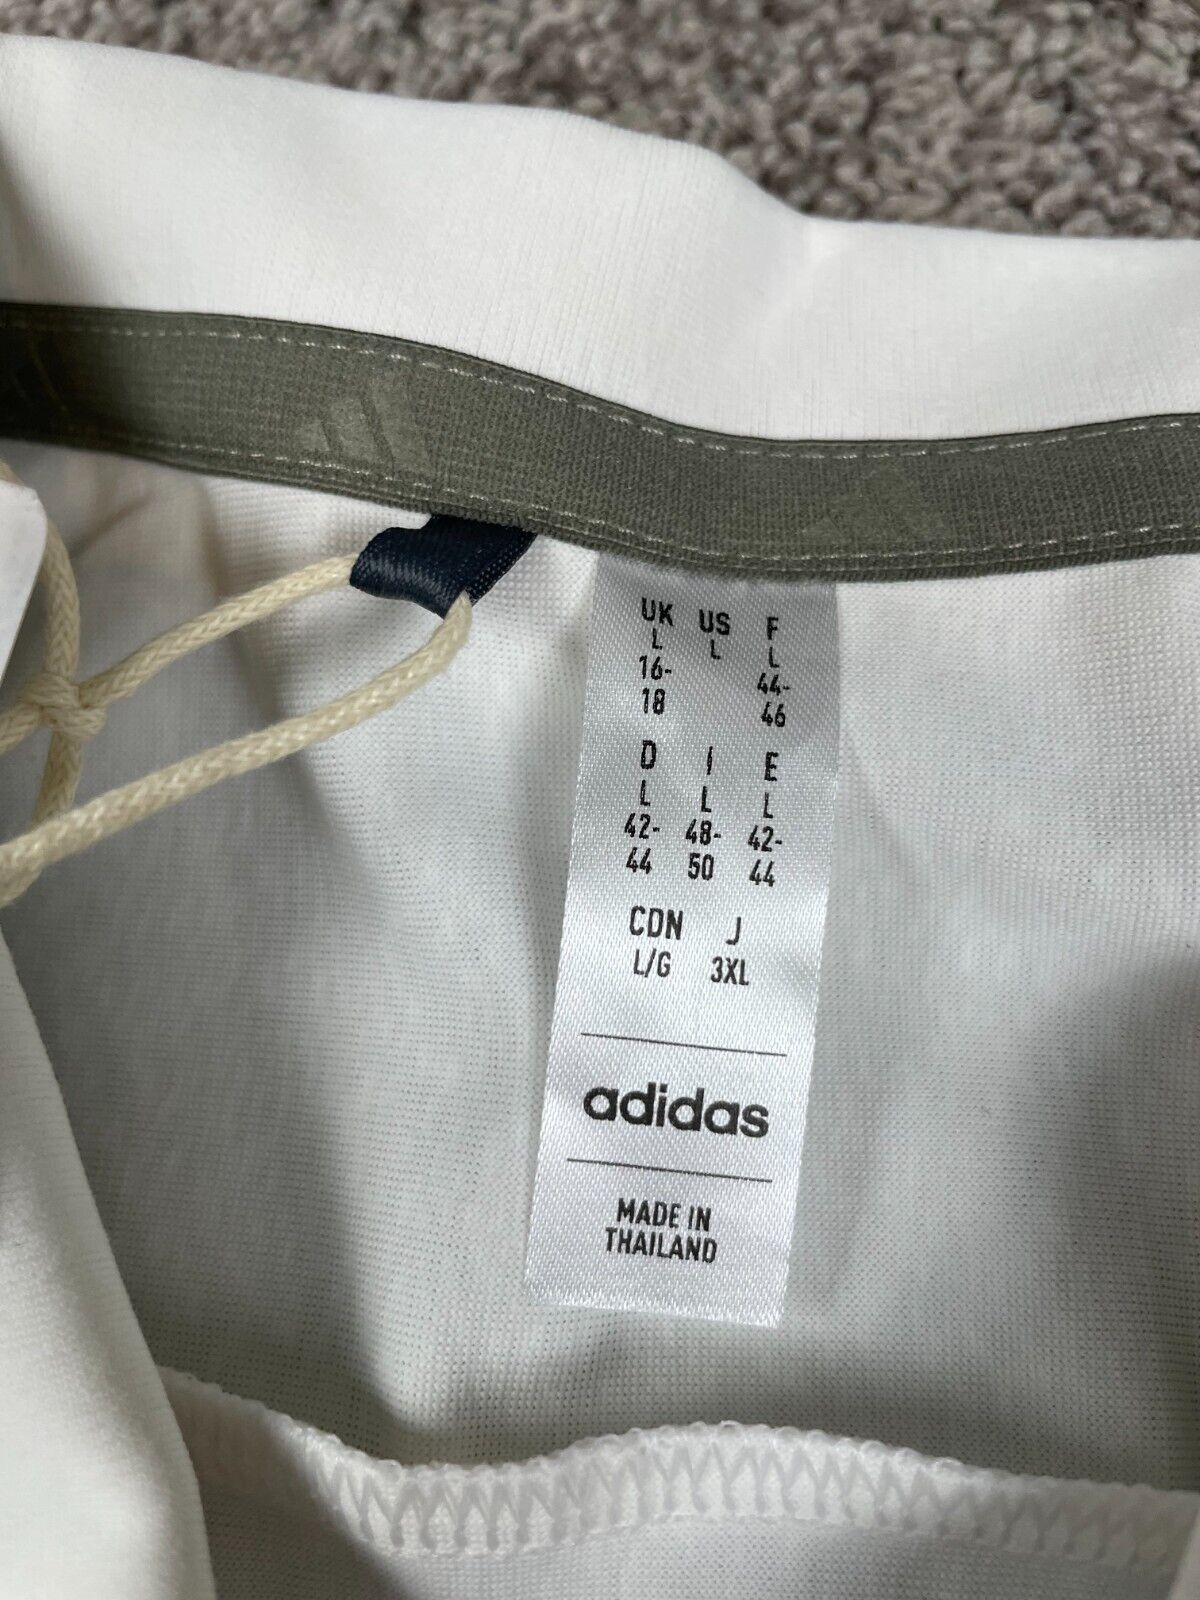 UK US F
L L L
16- 44-
18 46
D I E
L L L
42- 48- 42-
44 50 44
CDN J
L/G 3XL
adidas
MADE IN
THAILAND